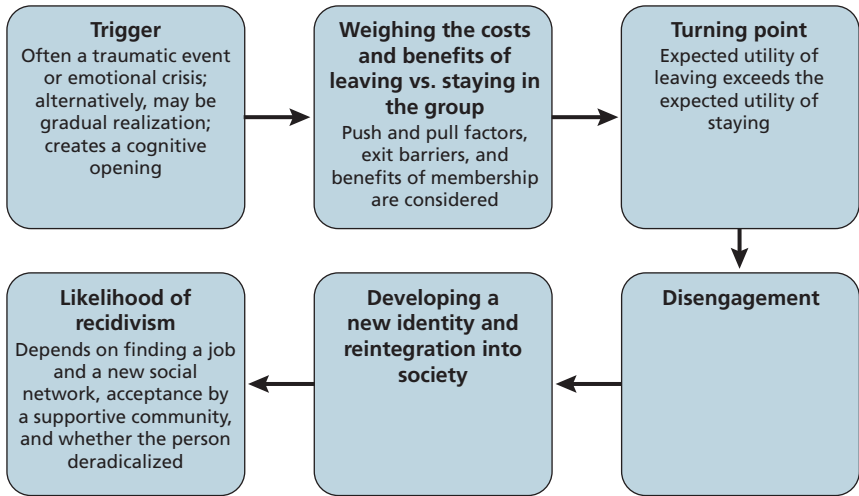 Trigger
Often a traumatic event
or emotional crisis;
alternatively, may be
gradual realization;
creates a cognitive
opening
Weighing the costs
and benefits of
leaving vs. staying in
the group
Push and pull factors,
exit barriers, and
benefits of membership
are considered
Turning point
Expected utility of
leaving exceeds the
expected utility of
staying
Disengagement
Developing a
new identity and
reintegration into
society
Likelihood of
recidivism
Depends on finding a job
and a new social
network, acceptance by
a supportive community,
and whether the person
deradicalized